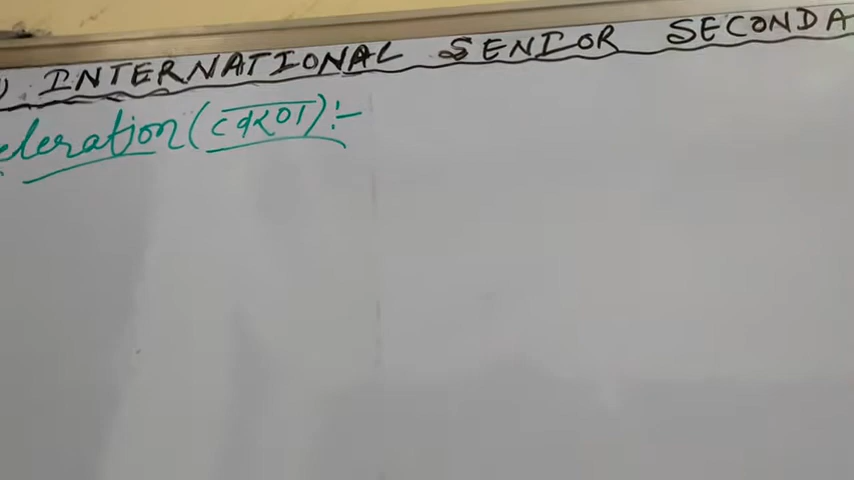 ) INTERNATIONAL SENIOR SECONDA
eleration (त्वरण):-